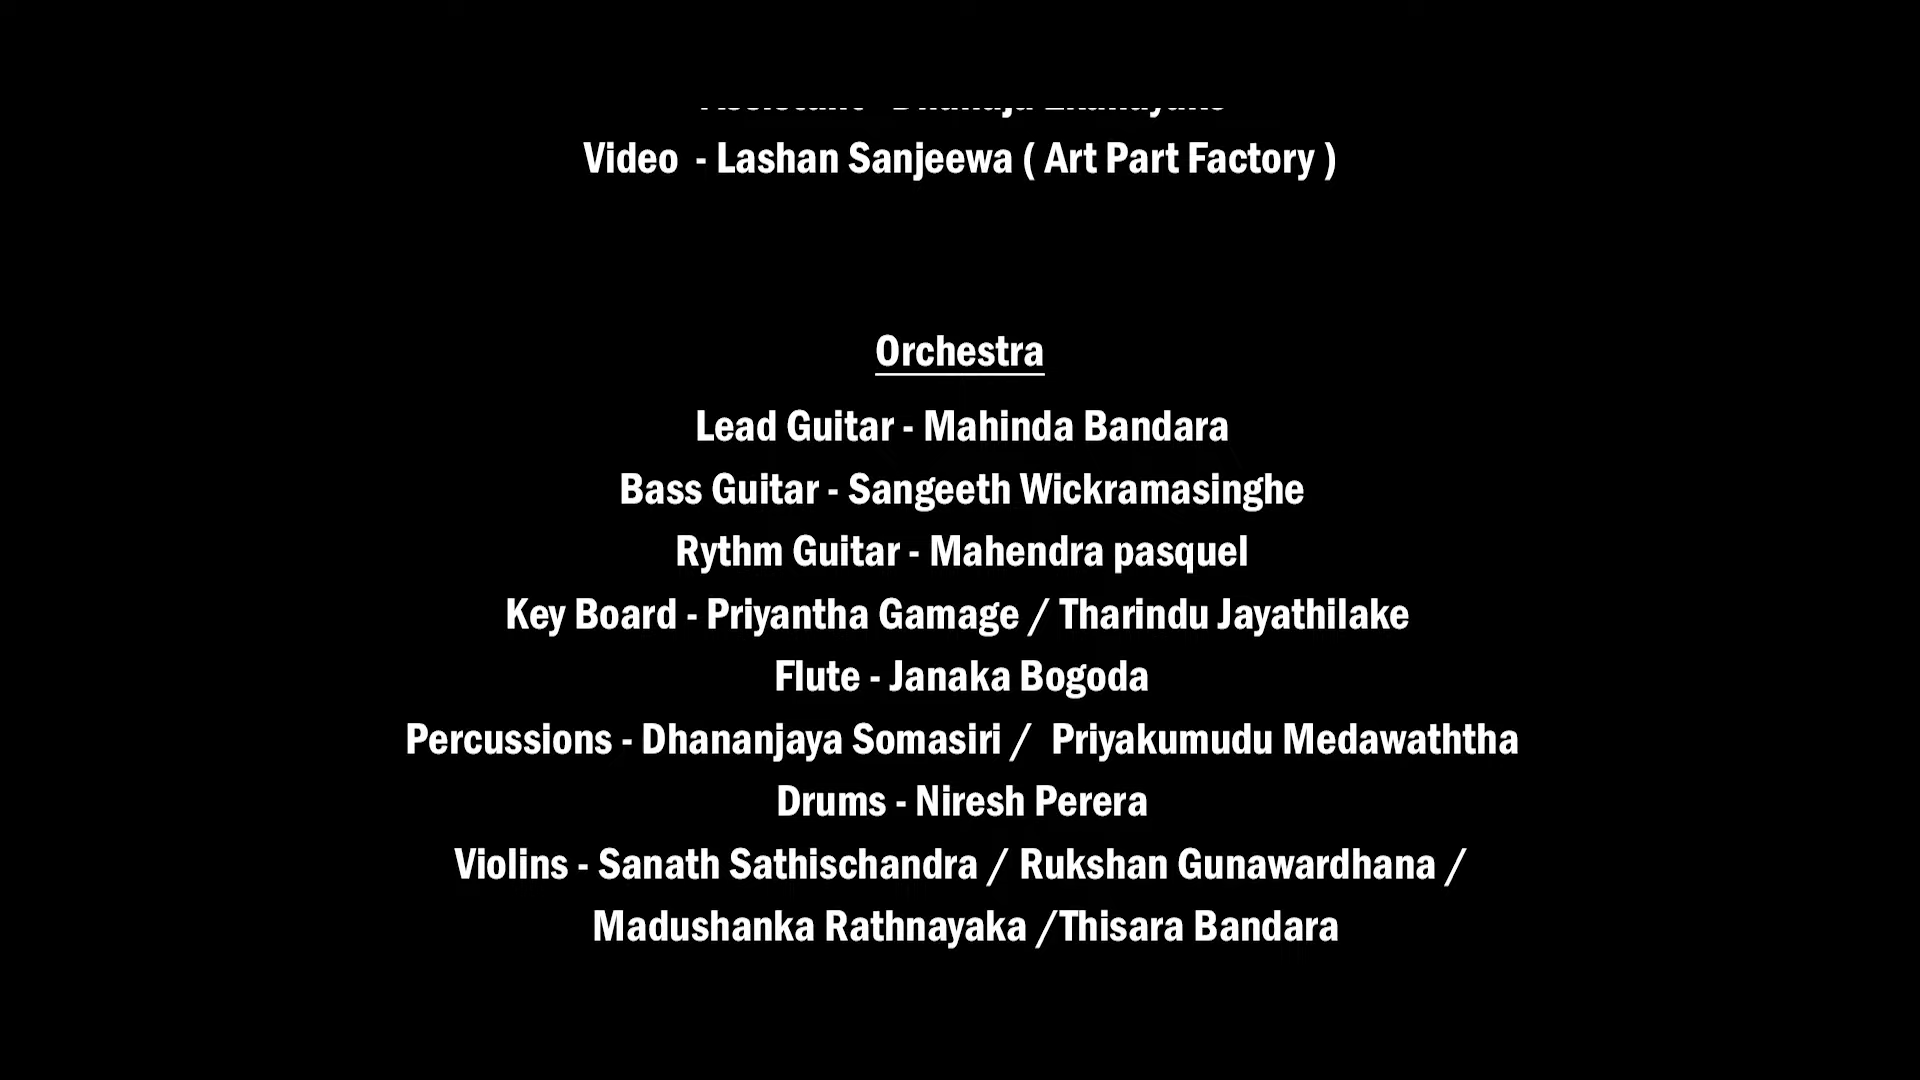 Video - Lashan Sanjeewa ( Art Part Factory )
Orchestra
Lead Guitar - Mahinda Bandara
Bass Guitar - Sangeeth Wickramasinghe
Rythm Guitar - Mahendra pasquel
Key Board - Priyantha Gamage / Tharindu Jayathilake
Flute - Janaka Bogoda
Percussions - Dhananjaya Somasiri / Priyakumudu Medawaththa
Drums - Niresh Perera
Violins - Sanath Sathischandra / Rukshan Gunawardhana /
Madushanka Rathnayaka /Thisara Bandara